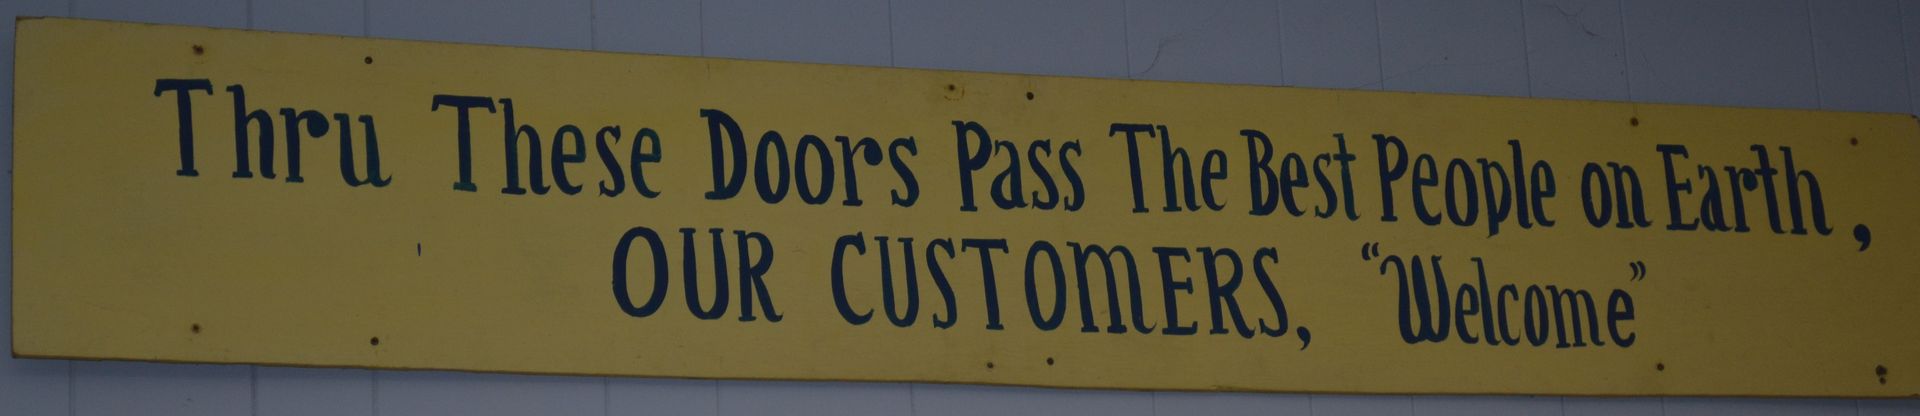 Thru These Doors Pass The Best People on Earth,
OUR CUSTOMERS, "Welcome"